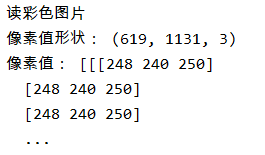 读彩色图片
像素值形状： (619, 1131, 3)
像素值： [[[248 240 250]
  [248 240 250]
  [248 240 250]
  ...